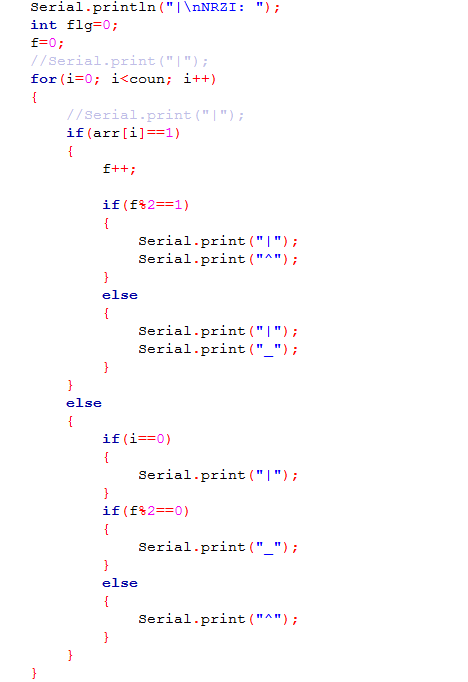 Serial.println("|\nNRZI: ");
int flg=0;
f=0;
//Serial.print("|");
for(i=0; i<coun; i++)
{
    //Serial.print("|");
    if(arr[i]==1)
    {
        f++;

        if(f%2==1)
        {
            Serial.print("|");
            Serial.print("^");
        }
        else
        {
            Serial.print("|");
            Serial.print("_");
        }
    }
    else
    {
        if(i==0)
        {
            Serial.print("|");
        }
        if(f%2==0)
        {
            Serial.print("_");
        }
        else
        {
            Serial.print("^");
        }
    }
}